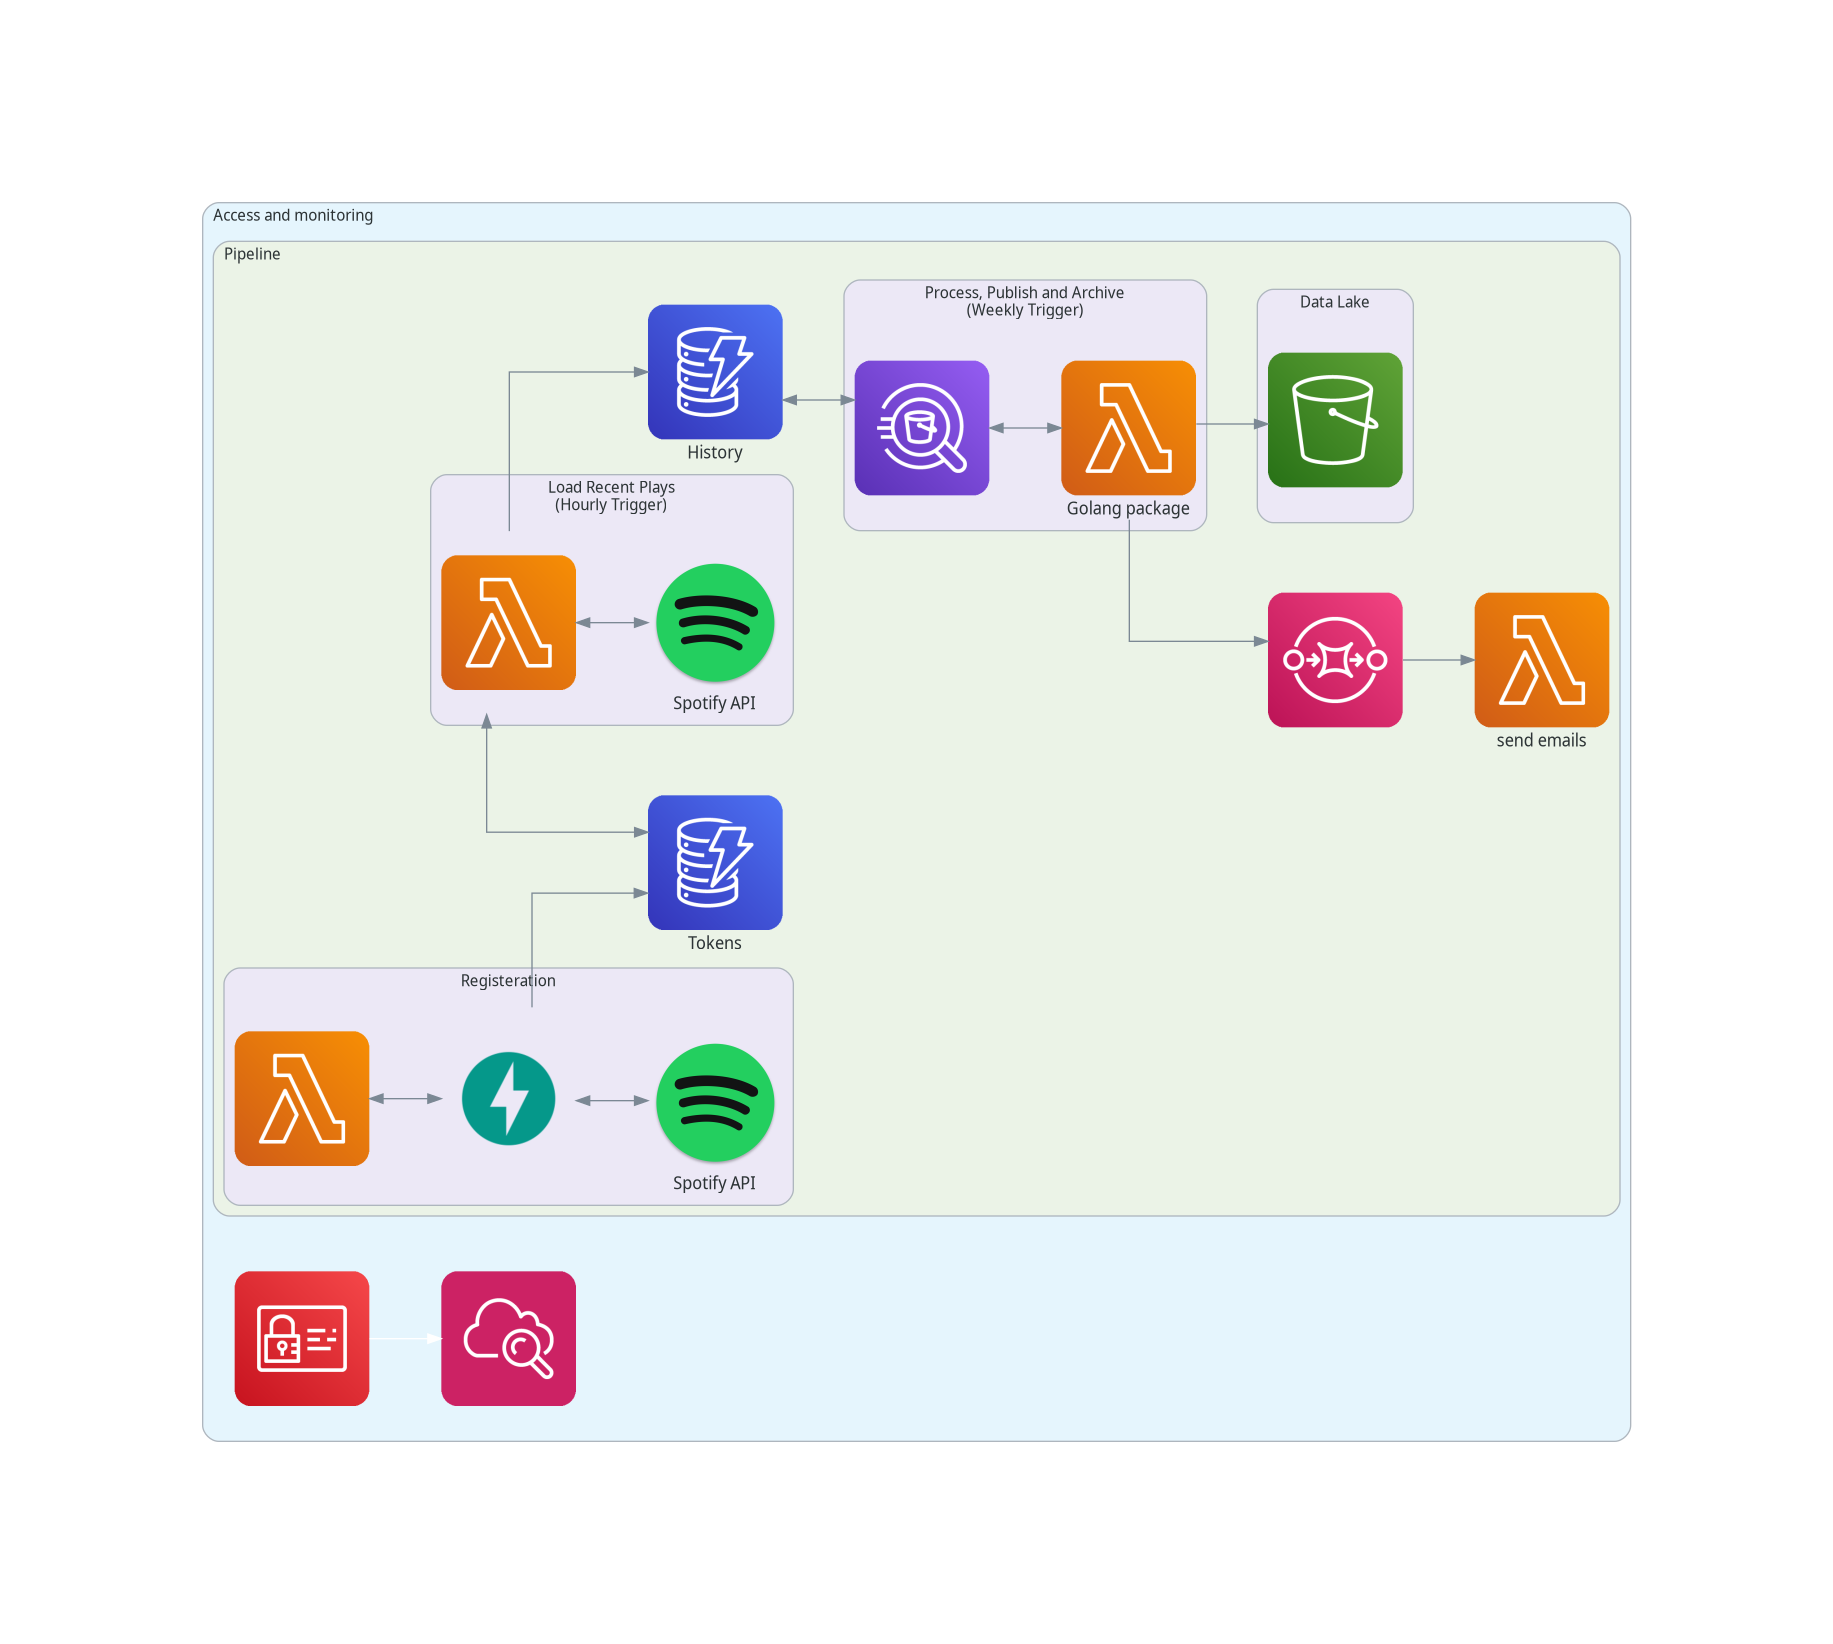 Access and monitoring
Pipeline
Process, Publish and Archive
(Weekly Trigger)
Data Lake
History
Load Recent Plays
(Hourly Trigger)
Golang package
Spotify API
send emails
Tokens
Registeration
Spotify API